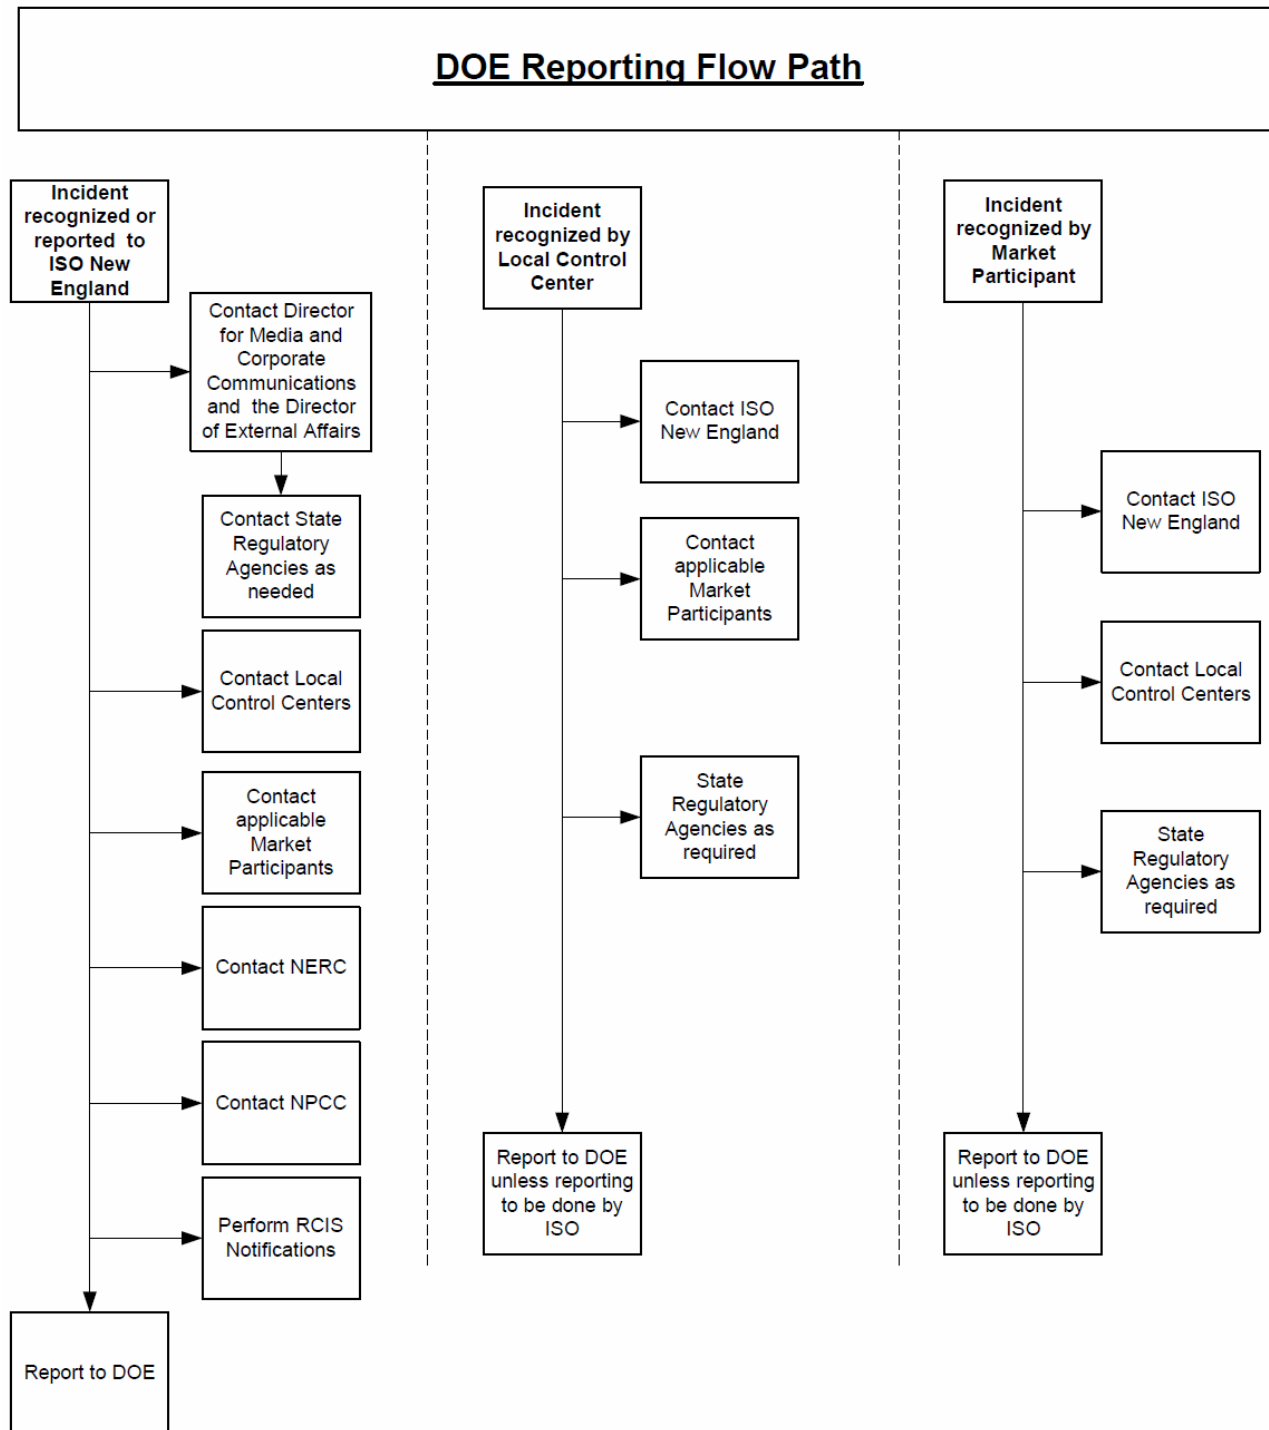 DOE Reporting Flow Path
Incident
recognized or
reported to
ISO New
England
Contact Director
for Media and
Corporate
Communications
and the Director
of External Affairs
Contact State
Regulatory
Agencies as
needed
Contact Local
Control Centers
Contact
applicable
Market
Participants
Contact NERC
Contact NPCC
Perform RCIS
Notifications
Report to DOE
Incident
recognized by
Local Control
Center
Contact ISO
New England
Contact
applicable
Market
Participants
State
Regulatory
Agencies as
required
Report to DOE
unless reporting
to be done by
ISO
Incident
recognized by
Market
Participant
Contact ISO
New England
Contact Local
Control Centers
State
Regulatory
Agencies as
required
Report to DOE
unless reporting
to be done by
ISO